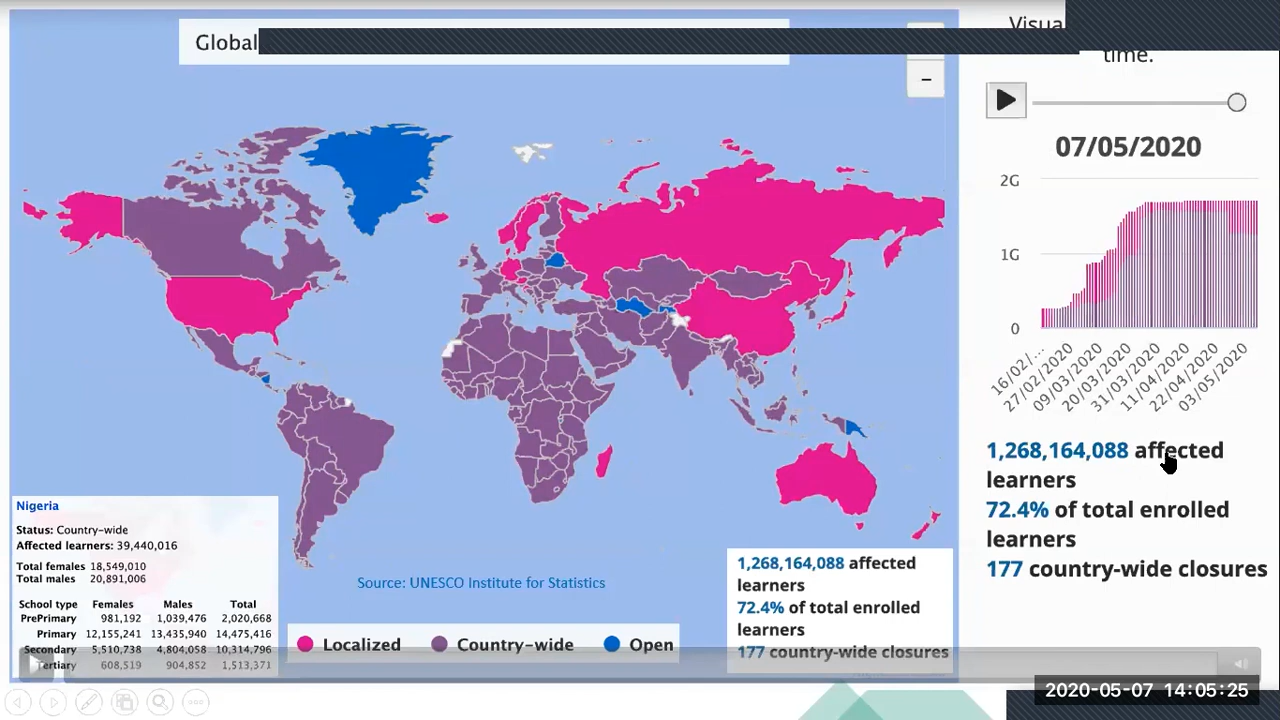 Global
Visua
time.
−
07/05/2020
2G
1G
0
16/02/...
27/02/2020
09/03/2020
20/03/2020
31/03/2020
11/04/2020
22/04/2020
03/05/2020
1,268,164,088 affected
learners
72.4% of total enrolled
learners
177 country-wide closures
Nigeria
Status: Country-wide
Affected learners: 39,440,016
Total females 18,549,010
Total males 20,891,006
School type Females Males Total
PrePrimary 981,192 1,039,476 2,020,668
Primary 12,155,241 13,435,940 14,475,416
Secondary 5,510,738 4,804,058 10,314,796
Tertiary 608,519 904,852 1,513,371
Source: UNESCO Institute for Statistics
Localized Country-wide Open
1,268,164,088 affected
learners
72.4% of total enrolled
learners
177 country-wide closures
2020-05-07 14:05:25